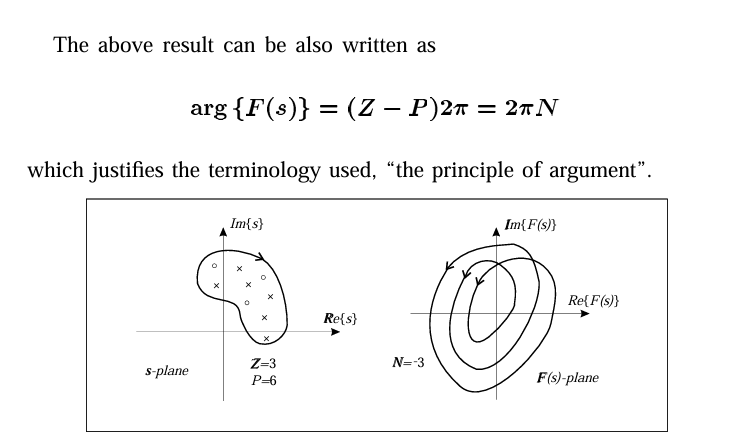 The above result can be also written as
arg {F(s)} = (Z − P)2π = 2πN
which justifies the terminology used, “the principle of argument”.
Im{s}
Im{F(s)}
Re{s}
Re{F(s)}
s-plane
Z=3
P=6
N=-3
F(s)-plane